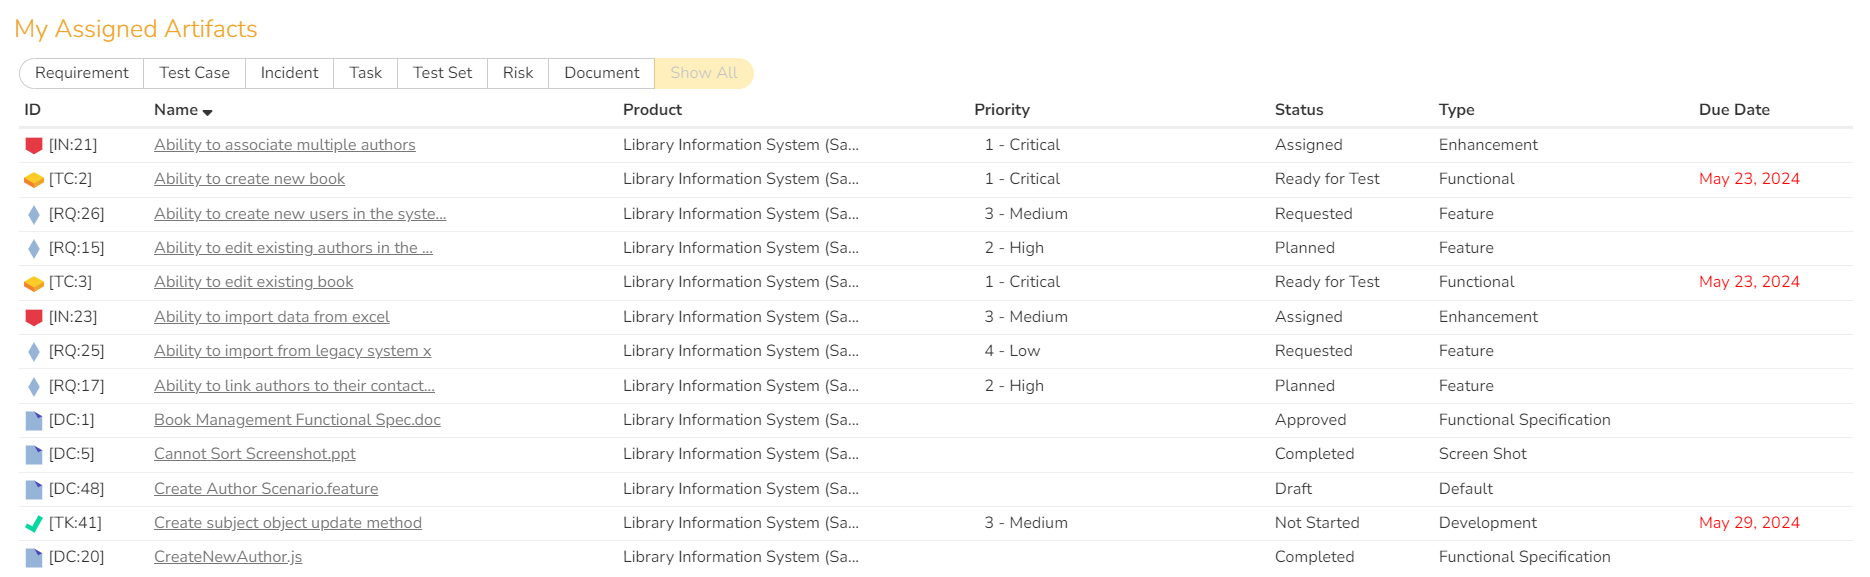 My Assigned Artifacts
Requirement Test Case Incident Task Test Set Risk Document Show All
ID Name Product Priority Status Type Due Date
[IN:21] Ability to associate multiple authors Library Information System (Sa... 1 - Critical Assigned Enhancement
[TC:2] Ability to create new book Library Information System (Sa... 1 - Critical Ready for Test Functional May 23, 2024
[RQ:26] Ability to create new users in the syste... Library Information System (Sa... 3 - Medium Requested Feature
[RQ:15] Ability to edit existing authors in the ... Library Information System (Sa... 2 - High Planned Feature
[TC:3] Ability to edit existing book Library Information System (Sa... 1 - Critical Ready for Test Functional May 23, 2024
[IN:23] Ability to import data from excel Library Information System (Sa... 3 - Medium Assigned Enhancement
[RQ:25] Ability to import from legacy system x Library Information System (Sa... 4 - Low Requested Feature
[RQ:17] Ability to link authors to their contact... Library Information System (Sa... 2 - High Planned Feature
[DC:1] Book Management Functional Spec.doc Library Information System (Sa... Approved Functional Specification
[DC:5] Cannot Sort Screenshot.ppt Library Information System (Sa... Completed Screen Shot
[DC:48] Create Author Scenario.feature Library Information System (Sa... Draft Default
[TK:41] Create subject object update method Library Information System (Sa... 3 - Medium Not Started Development May 29, 2024
[DC:20] CreateNewAuthor.js Library Information System (Sa... Completed Functional Specification